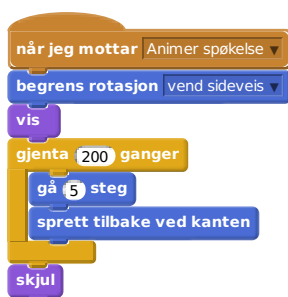 når jeg mottar Animer spøkelse
begrens rotasjon vend sideveis
vis
gjenta 200 ganger
gå 5 steg
sprett tilbake ved kanten
skjul